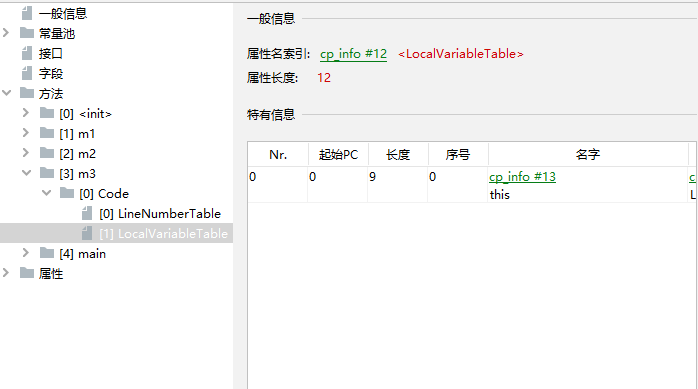 一般信息
常量池
接口
字段
方法
[0] <init>
[1] m1
[2] m2
[3] m3
[0] Code
[0] LineNumberTable
[1] LocalVariableTable
[4] main
属性
一般信息
属性名索引: cp_info #12 <LocalVariableTable>
属性长度: 12
特有信息
Nr. 起始PC 长度 序号 名字
0 0 9 0 cp_info #13 c
this L